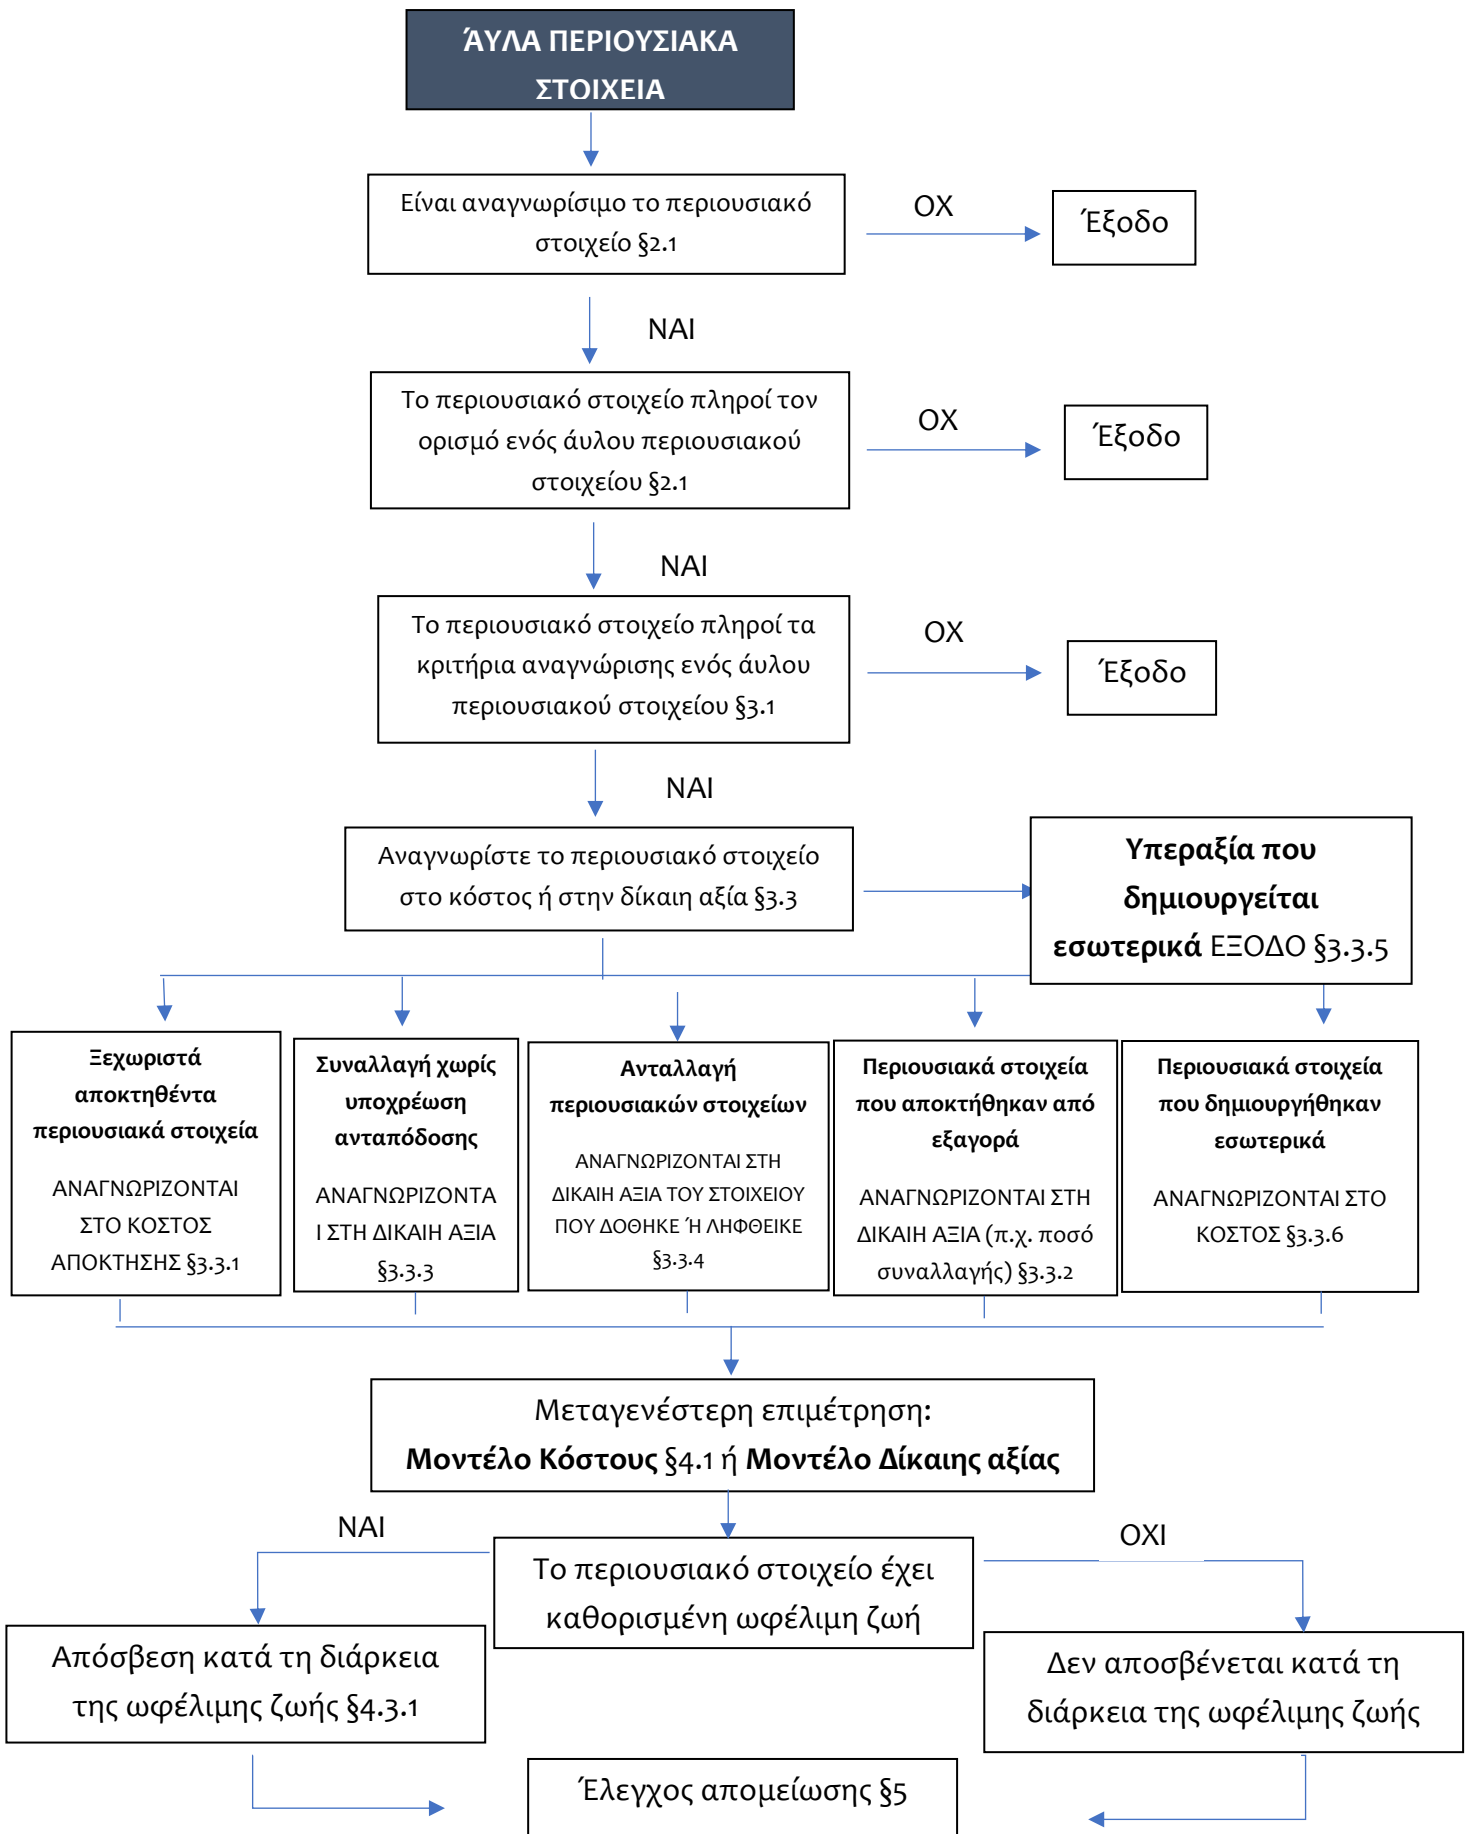 ΆΥΛΑ ΠΕΡΙΟΥΣΙΑΚΑ
ΣΤΟΙΧΕΙΑ
Είναι αναγνωρίσιμο το περιουσιακό
στοιχείο §2.1
ΟΧ
Έξοδο
ΝΑΙ
Το περιουσιακό στοιχείο πληροί τον
ορισμό ενός άυλου περιουσιακού
στοιχείου §2.1
ΟΧ
Έξοδο
ΝΑΙ
Το περιουσιακό στοιχείο πληροί τα
κριτήρια αναγνώρισης ενός άυλου
περιουσιακού στοιχείου §3.1
ΟΧ
Έξοδο
ΝΑΙ
Αναγνωρίστε το περιουσιακό στοιχείο
στο κόστος ή στην δίκαιη αξία §3.3
Υπεραξία που
δημιουργείται
εσωτερικά ΕΞΟΔΟ §3.3.5
Ξεχωριστά
αποκτηθέντα
περιουσιακά στοιχεία
ΑΝΑΓΝΩΡΙΖΟΝΤΑΙ
ΣΤΟ ΚΟΣΤΟΣ
ΑΠΟΚΤΗΣΗΣ §3.3.1
Συναλλαγή χωρίς
υποχρέωση
ανταπόδοσης
ΑΝΑΓΝΩΡΙΖΟΝΤΑ
Ι ΣΤΗ ΔΙΚΑΙΗ ΑΞΙΑ
§3.3.3
Ανταλλαγή
περιουσιακών στοιχείων
ΑΝΑΓΝΩΡΙΖΟΝΤΑΙ ΣΤΗ
ΔΙΚΑΙΗ ΑΞΙΑ ΤΟΥ ΣΤΟΙΧΕΙΟΥ
ΠΟΥ ΔΟΘΗΚΕ Ή ΛΗΦΘΕΙΚΕ
§3.3.4
Περιουσιακά στοιχεία
που αποκτήθηκαν από
εξαγορά
ΑΝΑΓΝΩΡΙΖΟΝΤΑΙ ΣΤΗ
ΔΙΚΑΙΗ ΑΞΙΑ (π.χ. ποσό
συναλλαγής) §3.3.2
Περιουσιακά στοιχεία
που δημιουργήθηκαν
εσωτερικά
ΑΝΑΓΝΩΡΙΖΟΝΤΑΙ ΣΤΟ
ΚΟΣΤΟΣ §3.3.6
Μεταγενέστερη επιμέτρηση:
Μοντέλο Κόστους §4.1 ή Μοντέλο Δίκαιης αξίας
ΝΑΙ
ΟΧΙ
Το περιουσιακό στοιχείο έχει
καθορισμένη ωφέλιμη ζωή
Απόσβεση κατά τη διάρκεια
της ωφέλιμης ζωής §4.3.1
Δεν αποσβένεται κατά τη
διάρκεια της ωφέλιμης ζωής
Έλεγχος απομείωσης §5